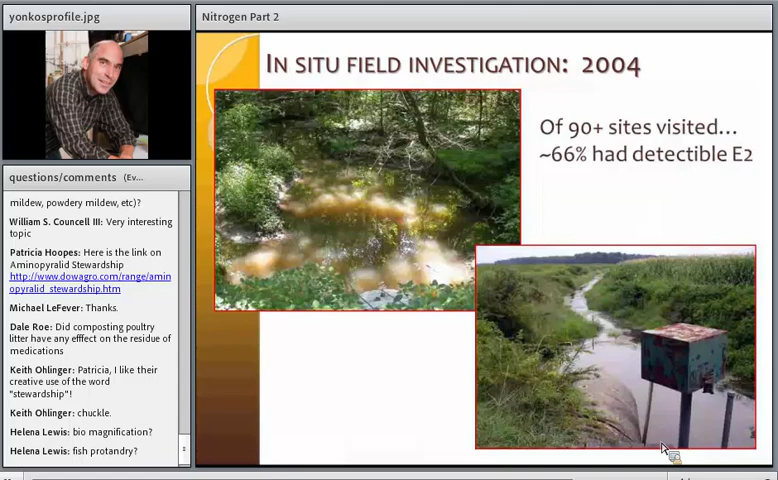 yonkosprofile.jpg
Nitrogen Part 2
IN SITU FIELD INVESTIGATION: 2004
Of 90+ sites visited...
~66% had detectible E2
questions/comments (Ev...
mildew, powdery mildew, etc)?
William S. Councell III: Very interesting
topic
Patricia Hoopes: Here is the link on
Aminopyralid Stewardship
http://www.dowagro.com/range/amin
opyralid_stewardship.htm
Michael LeFever: Thanks.
Dale Roe: Did composting poultry
litter have any efffect on the residue of
medications
Keith Ohlinger: Patricia, I like their
creative use of the word
"stewardship"!
Keith Ohlinger: chuckle.
Helena Lewis: bio magnification?
Helena Lewis: fish protandry?